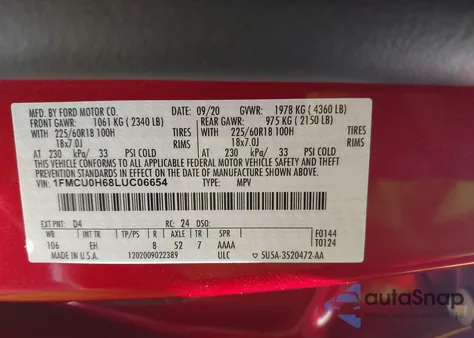 MFD. BY FORD MOTOR CO. DATE: 09/20 GVWR: 1978 KG ( 4360 LB)
FRONT GAWR: 1061 KG ( 2340 LB) REAR GAWR: 975 KG ( 2150 LB)
WITH 225/60R18 100H TIRES WITH 225/60R18 100H TIRES
18x7.0J RIMS 18x7.0J RIMS
AT 230 kPa/ 33 PSI COLD AT 230 kPa/ 33 PSI COLD
THIS VEHICLE CONFORMS TO ALL APPLICABLE FEDERAL MOTOR VEHICLE SAFETY
AND THEFT PREVENTION STANDARDS IN EFFECT ON THE DATE OF MANUFACTURE SHOWN ABOVE.
VIN: 1FMCU0H68LUC06654 TYPE: MPV
EXT PNT: D4 RC: 24 DSO: F0144
WB INT TR TP/PS R AXLE TR SPR T0124
106 EH 8 52 7 AAAA
MADE IN U.S.A. 1202009022389 ULC 5U5A-3520472-AA
autoSnap